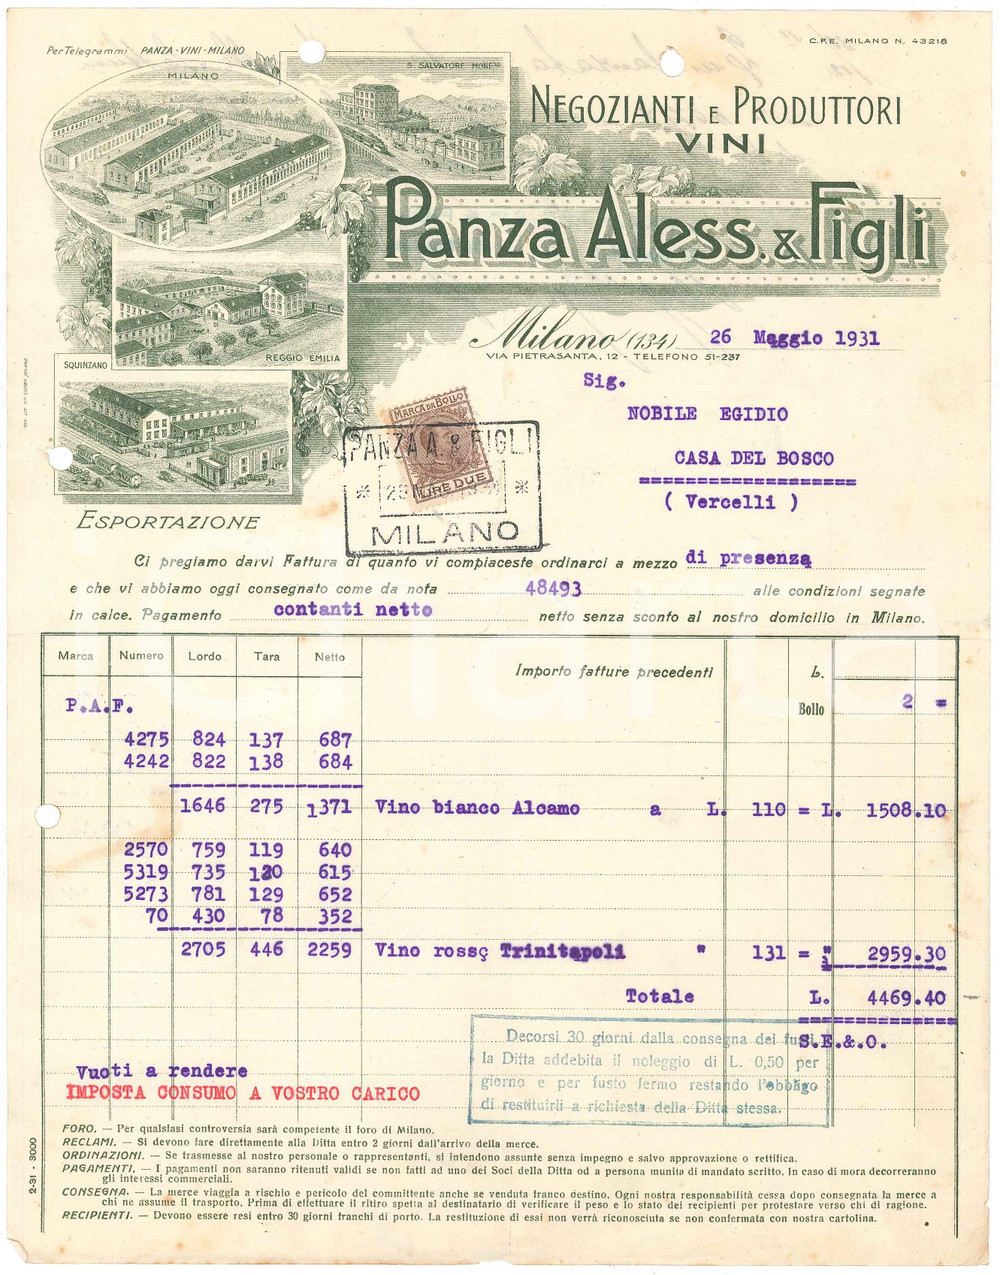 Per Telegrammi PANZA - VINI - MILANO
C.P.E. MILANO N. 43218
MILANO
S. SALVATORE MONF.TO
NEGOZIANTI E PRODUTTORI
VINI
PANZA ALESS. & FIGLI
REGGIO EMILIA
SQUINZANO
ESPORTAZIONE
Milano (134) 26 Maggio 1931
VIA PIETRASANTA, 12 - TELEFONO 51-237
Sig.
NOBILE EGIDIO
CASA DEL BOSCO
( Vercelli )
MARCA DA BOLLO
LIRE DUE
PANZA A. & FIGLI
MILANO
Ci pregiamo darvi Fattura di quanto vi compiaceste ordinarci a mezzo di presenza
e che vi abbiamo oggi consegnato come da nota 48493 alle condizioni segnate
in calce. Pagamento contanti netto netto senza sconto al nostro domicilio in Milano.
Marca Numero Lordo Tara Netto
Importo fatture precedenti L.
P.A.F. Bollo 2 =
4275 824 137 687
4242 822 138 684
1646 275 1371 Vino bianco Alcamo a L. 110 = L. 1508.10
2570 759 119 640
5319 735 120 615
5273 781 129 652
70 430 78 352
2705 446 2259 Vino rosso Trinitapoli " 131 = " 2959.30
Totale L. 4469.40
S.E.&.O.
Decorsi 30 giorni dalla consegna dei fusti
la Ditta addebita il noleggio di L. 0,50 per
giorno e per fusto fermo restando l'obbligo
di restituirli a richiesta della Ditta stessa.
Vuoti a rendere
IMPOSTA CONSUMO A VOSTRO CARICO
FORO. — Per qualsiasi controversia sarà competente il foro di Milano.
RECLAMI. — Si devono fare direttamente alla Ditta entro 2 giorni dall'arrivo della merce.
ORDINAZIONI. — Se trasmesse al nostro personale o rappresentanti, si intendono assunte senza impegno e salvo approvazione o rettifica.
PAGAMENTI. — I pagamenti non saranno ritenuti validi se non fatti ad uno dei Soci della Ditta od a persona munita di mandato scritto. In caso di mora decorreranno
gli interessi commerciali.
CONSEGNA. — La merce viaggia a rischio e pericolo del committente anche se venduta franco destino. Ogni nostra responsabilità cessa dopo consegnata la merce a
chi ne assume il trasporto. Prima di effettuare il ritiro spetta al destinatario di verificare il peso e lo stato dei recipienti per protestare verso chi di ragione.
RECIPIENTI. — Devono essere resi entro 30 giorni franchi di porto. La restituzione di essi non verrà riconosciuta se non confermata con nostra cartolina.
2-31 - 3000